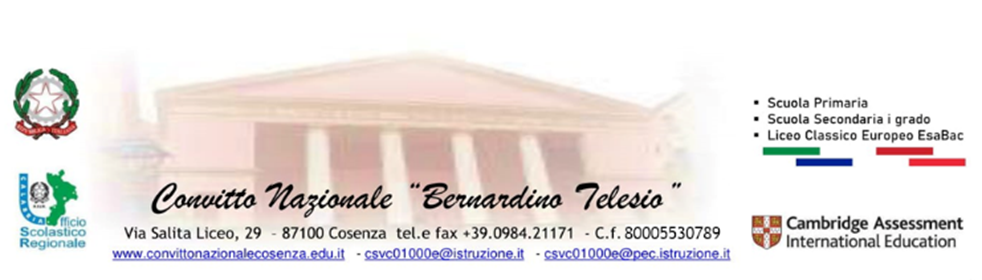 ▪ Scuola Primaria
▪ Scuola Secondaria i grado
▪ Liceo Classico Europeo EsaBac
Convitto Nazionale “Bernardino Telesio”
Via Salita Liceo, 29 - 87100 Cosenza tel.e fax +39.0984.21171 - C.f. 80005530789
www.convittonazionalecosenza.edu.it - csvc01000e@istruzione.it - csvc01000e@pec.istruzione.it
CALABRIA
Ufficio
Scolastico
Regionale
Cambridge Assessment
International Education